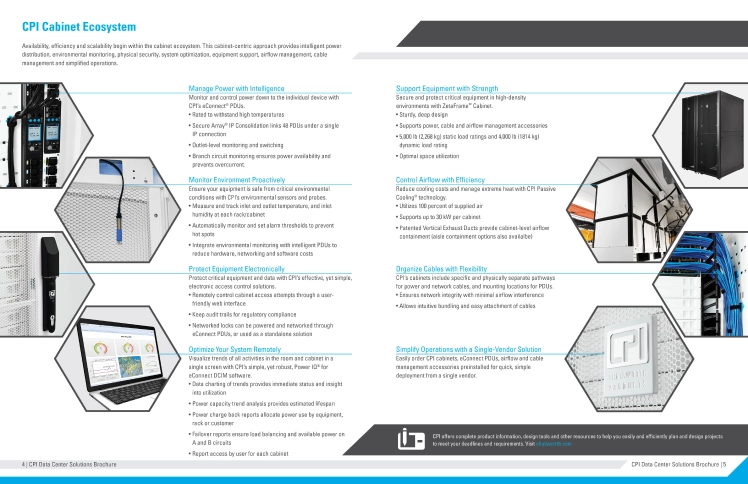 CPI Cabinet Ecosystem
Availability, efficiency and scalability begin within the cabinet ecosystem. This cabinet-centric approach provides intelligent power
distribution, environmental monitoring, physical security, system optimization, equipment support, airflow management, cable
management and simplified operations.
Manage Power with Intelligence
Monitor and control power down to the individual device with
CPI's eConnect® PDUs.
• Rated to withstand high temperatures
• Secure Array® IP Consolidation links 48 PDUs under a single
IP connection
• Outlet-level monitoring and switching
• Branch circuit monitoring ensures power availability and
prevents overcurrent.
Monitor Environment Proactively
Ensure your equipment is safe from critical environmental
conditions with CPI's environmental sensors and probes.
• Measure and track inlet and outlet temperature, and inlet
humidity at each rack/cabinet
• Automatically monitor and set alarm thresholds to prevent
hot spots
• Integrate environmental monitoring with intelligent PDUs to
reduce hardware, networking and software costs
Protect Equipment Electronically
Protect critical equipment and data with CPI's effective, yet simple,
electronic access control solutions.
• Remotely control cabinet access attempts through a user-
friendly web interface
• Keep audit trails for regulatory compliance
• Networked locks can be powered and networked through
eConnect PDUs, or used as a standalone solution
Optimize Your System Remotely
Visualize trends of all activities in the room and cabinet in a
single screen with CPI's simple, yet robust, Power IQ® for
eConnect DCIM software.
• Data charting of trends provides immediate status and insight
into utilization
• Power capacity trend analysis provides estimated lifespan
• Power charge back reports allocate power use by equipment,
rack or customer
• Failover reports ensure load balancing and available power on
A and B circuits
• Report access by user for each cabinet
4 | CPI Data Center Solutions Brochure
Support Equipment with Strength
Secure and protect critical equipment in high-density
environments with ZetaFrame™ Cabinet.
• Sturdy, deep design
• Supports power, cable and airflow management accessories
• 5,000 lb (2,268 kg) static load ratings and 4,000 lb (1814 kg)
dynamic load rating
• Optimal space utilization
Control Airflow with Efficiency
Reduce cooling costs and manage extreme heat with CPI Passive
Cooling® technology.
• Utilizes 100 percent of supplied air
• Supports up to 30 kW per cabinet
• Patented Vertical Exhaust Ducts provide cabinet-level airflow
containment (aisle containment options also availalbe)
Organize Cables with Flexibility
CPI's cabinets include specific and physically separate pathways
for power and network cables, and mounting locations for PDUs.
• Ensures network integrity with minimal airflow interference
• Allows intuitive bundling and easy attachment of cables
Simplify Operations with a Single-Vendor Solution
Easily order CPI cabinets, eConnect PDUs, airflow and cable
management accessories preinstalled for quick, simple
deployment from a single vendor.
CPI offers complete product information, design tools and other resources to help you easily and efficiently plan and design projects
to meet your deadlines and requirements. Visit chatsworth.com
CPI Data Center Solutions Brochure | 5